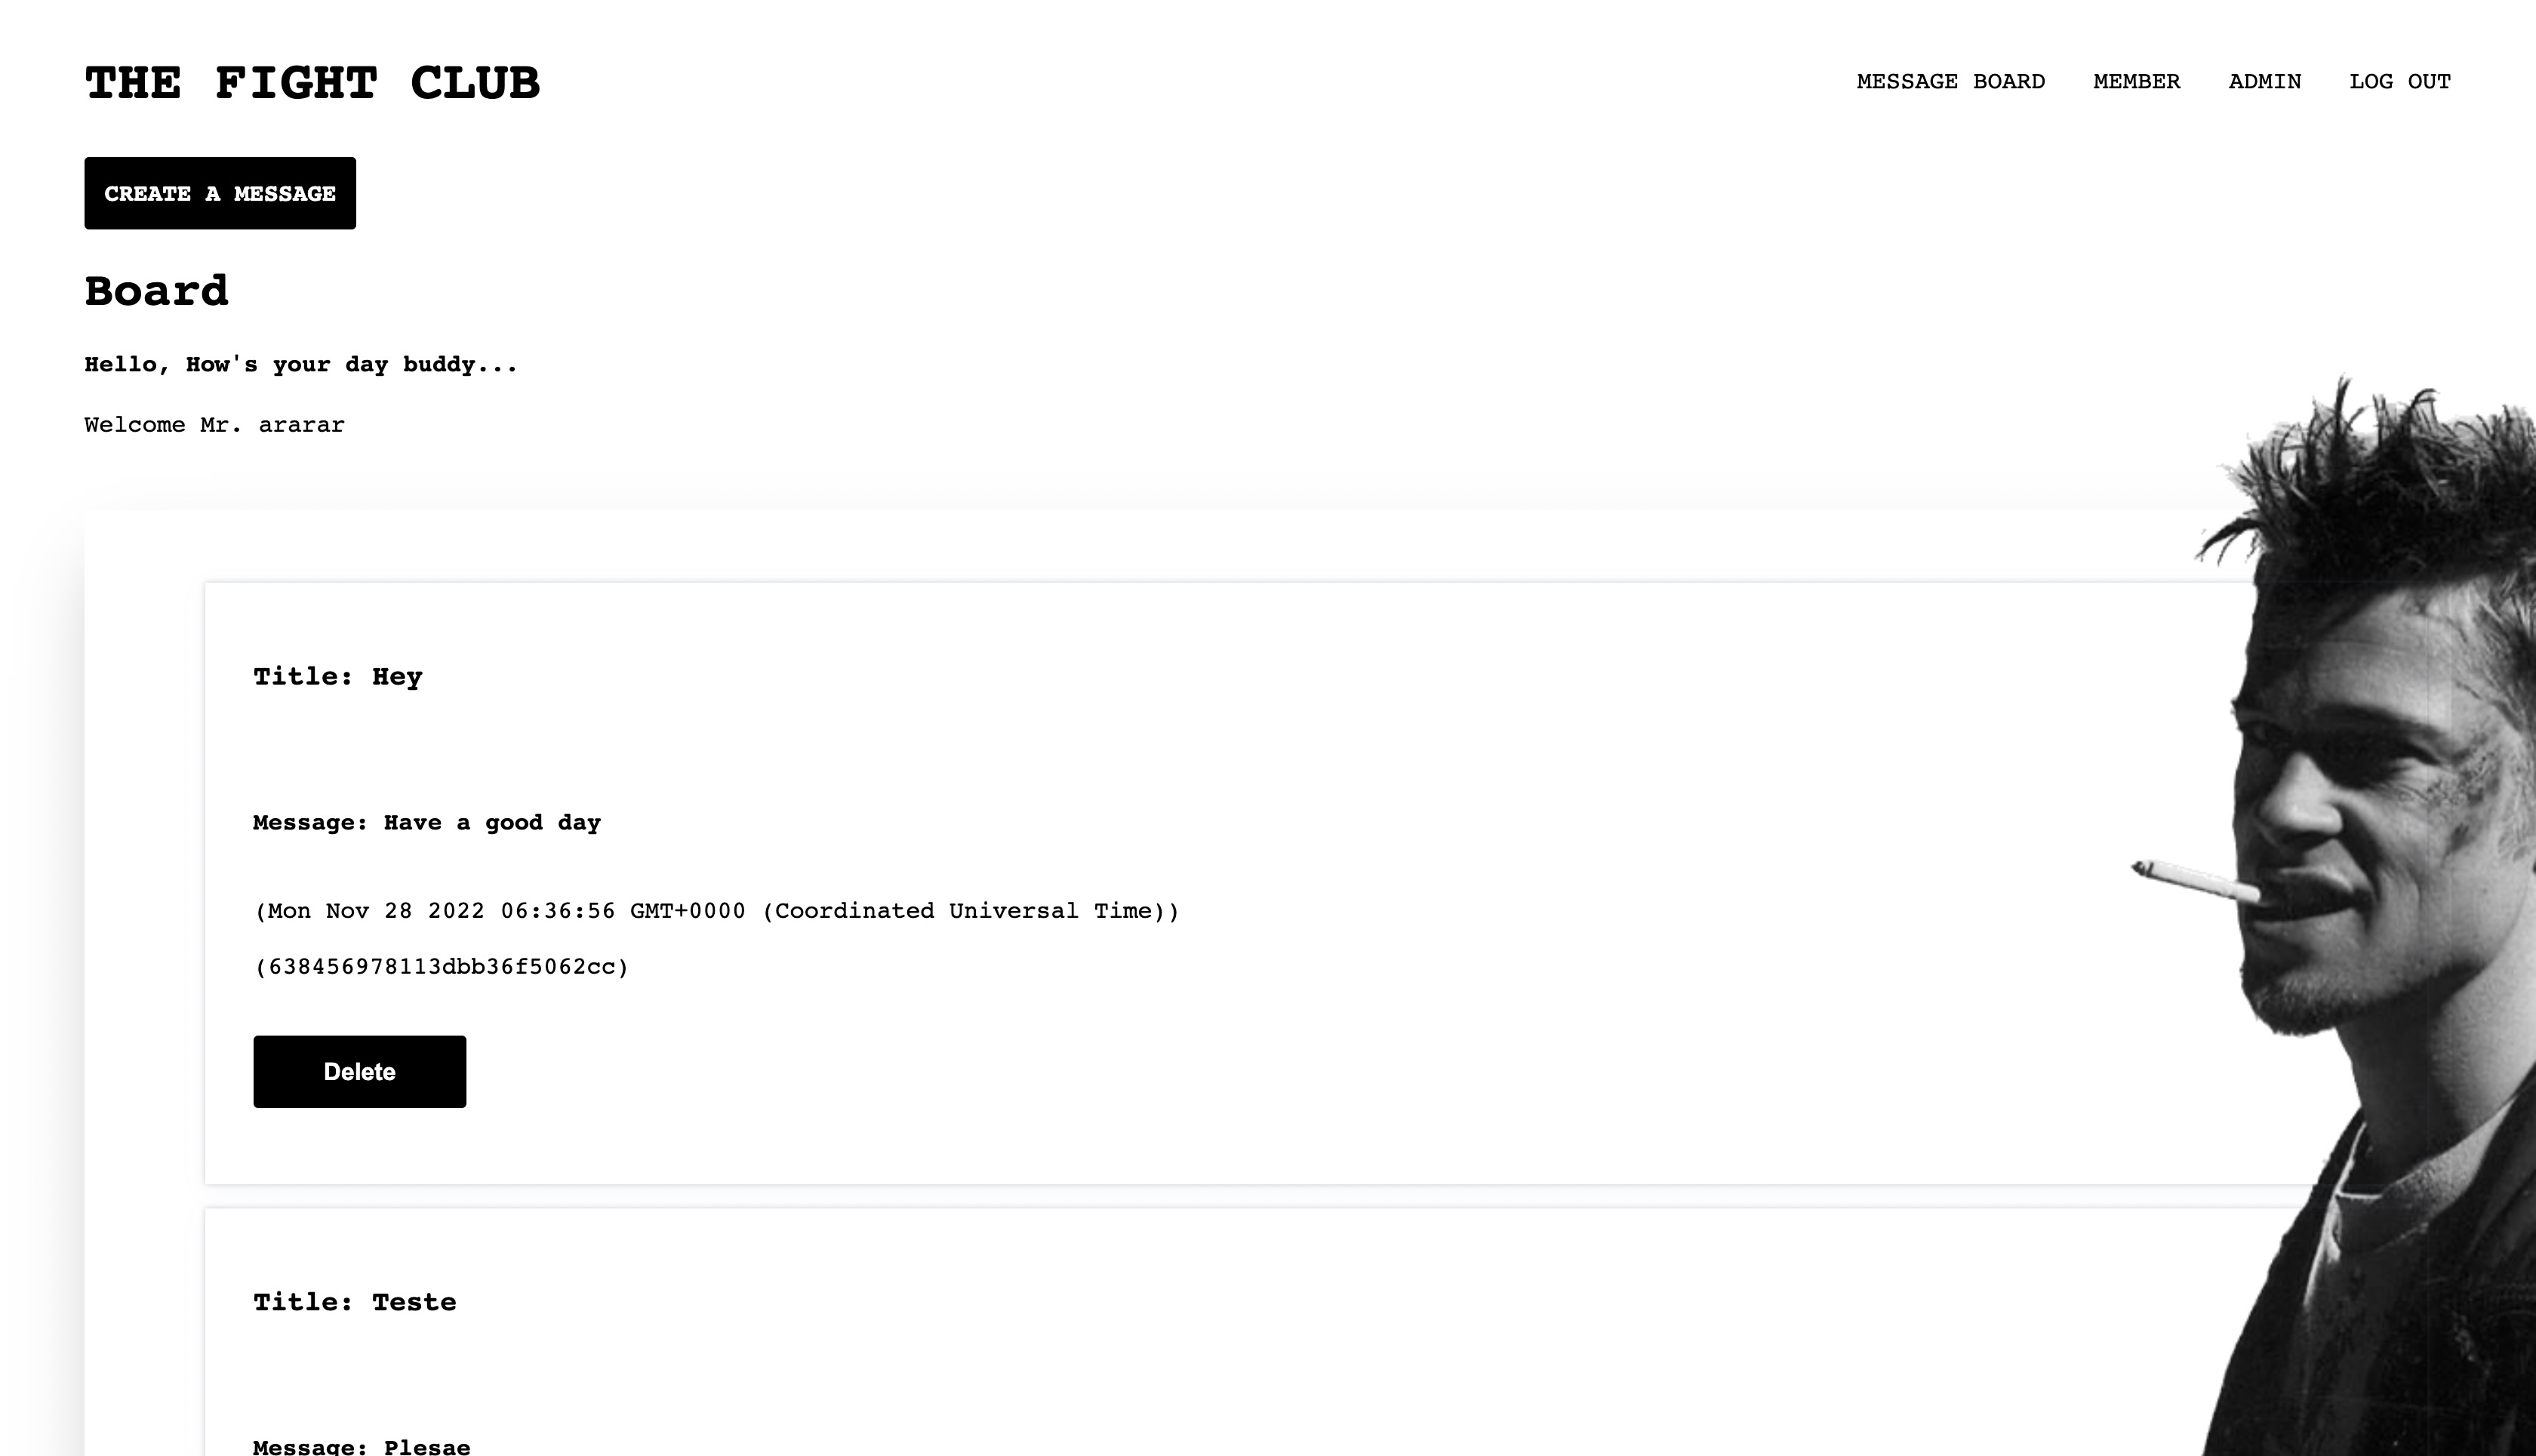 THE FIGHT CLUB
MESSAGE BOARD MEMBER ADMIN LOG OUT
CREATE A MESSAGE
Board
Hello, How's your day buddy...
Welcome Mr. ararar
Title: Hey
Message: Have a good day
(Mon Nov 28 2022 06:36:56 GMT+0000 (Coordinated Universal Time))
(638456978113dbb36f5062cc)
Delete
Title: Teste
Message: Plesae